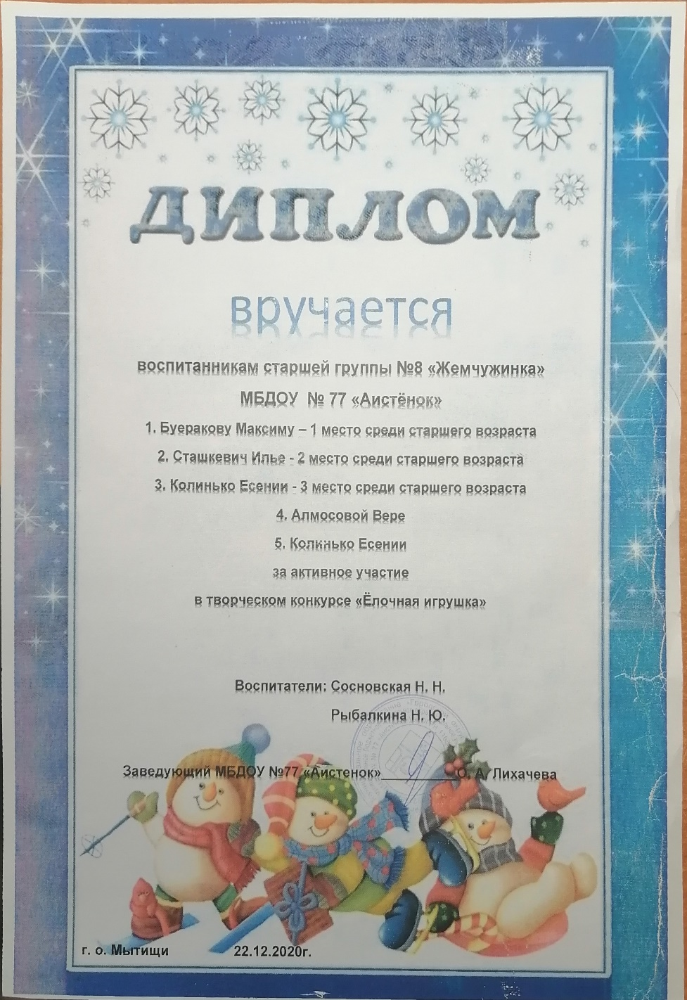 ДИПЛОМ
вручается
воспитанникам старшей группы №8 «Жемчужинка»
МБДОУ № 77 «Аистёнок»
1. Буеракову Максиму – 1 место среди старшего возраста
2. Сташкевич Илье - 2 место среди старшего возраста
3. Колинько Есении - 3 место среди старшего возраста
4. Алмосовой Вере
5. Колинько Есении
за активное участие
в творческом конкурсе «Ёлочная игрушка»
Воспитатели: Сосновская Н. Н.
Рыбалкина Н. Ю.
Заведующий МБДОУ №77 «Аистенок»__________О. А. Лихачева
г. о. Мытищи 22.12.2020г.